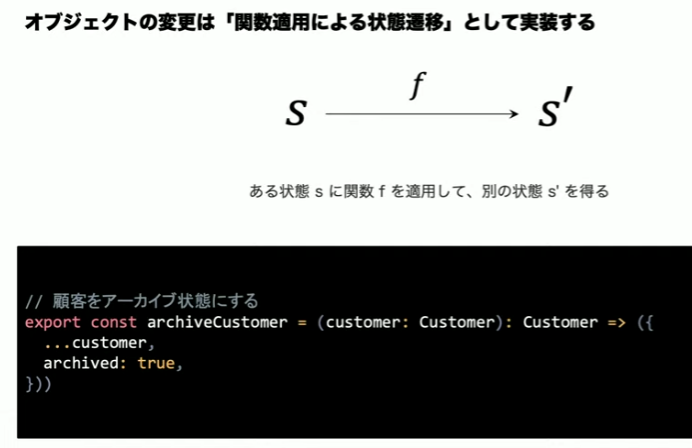 オブジェクトの変更は「関数適用による状態遷移」として実装する
f
s s′
ある状態 s に関数 f を適用して、別の状態 s' を得る
// 顧客をアーカイブ状態にする
export const archiveCustomer = (customer: Customer): Customer => ({
  ...customer,
  archived: true,
}))